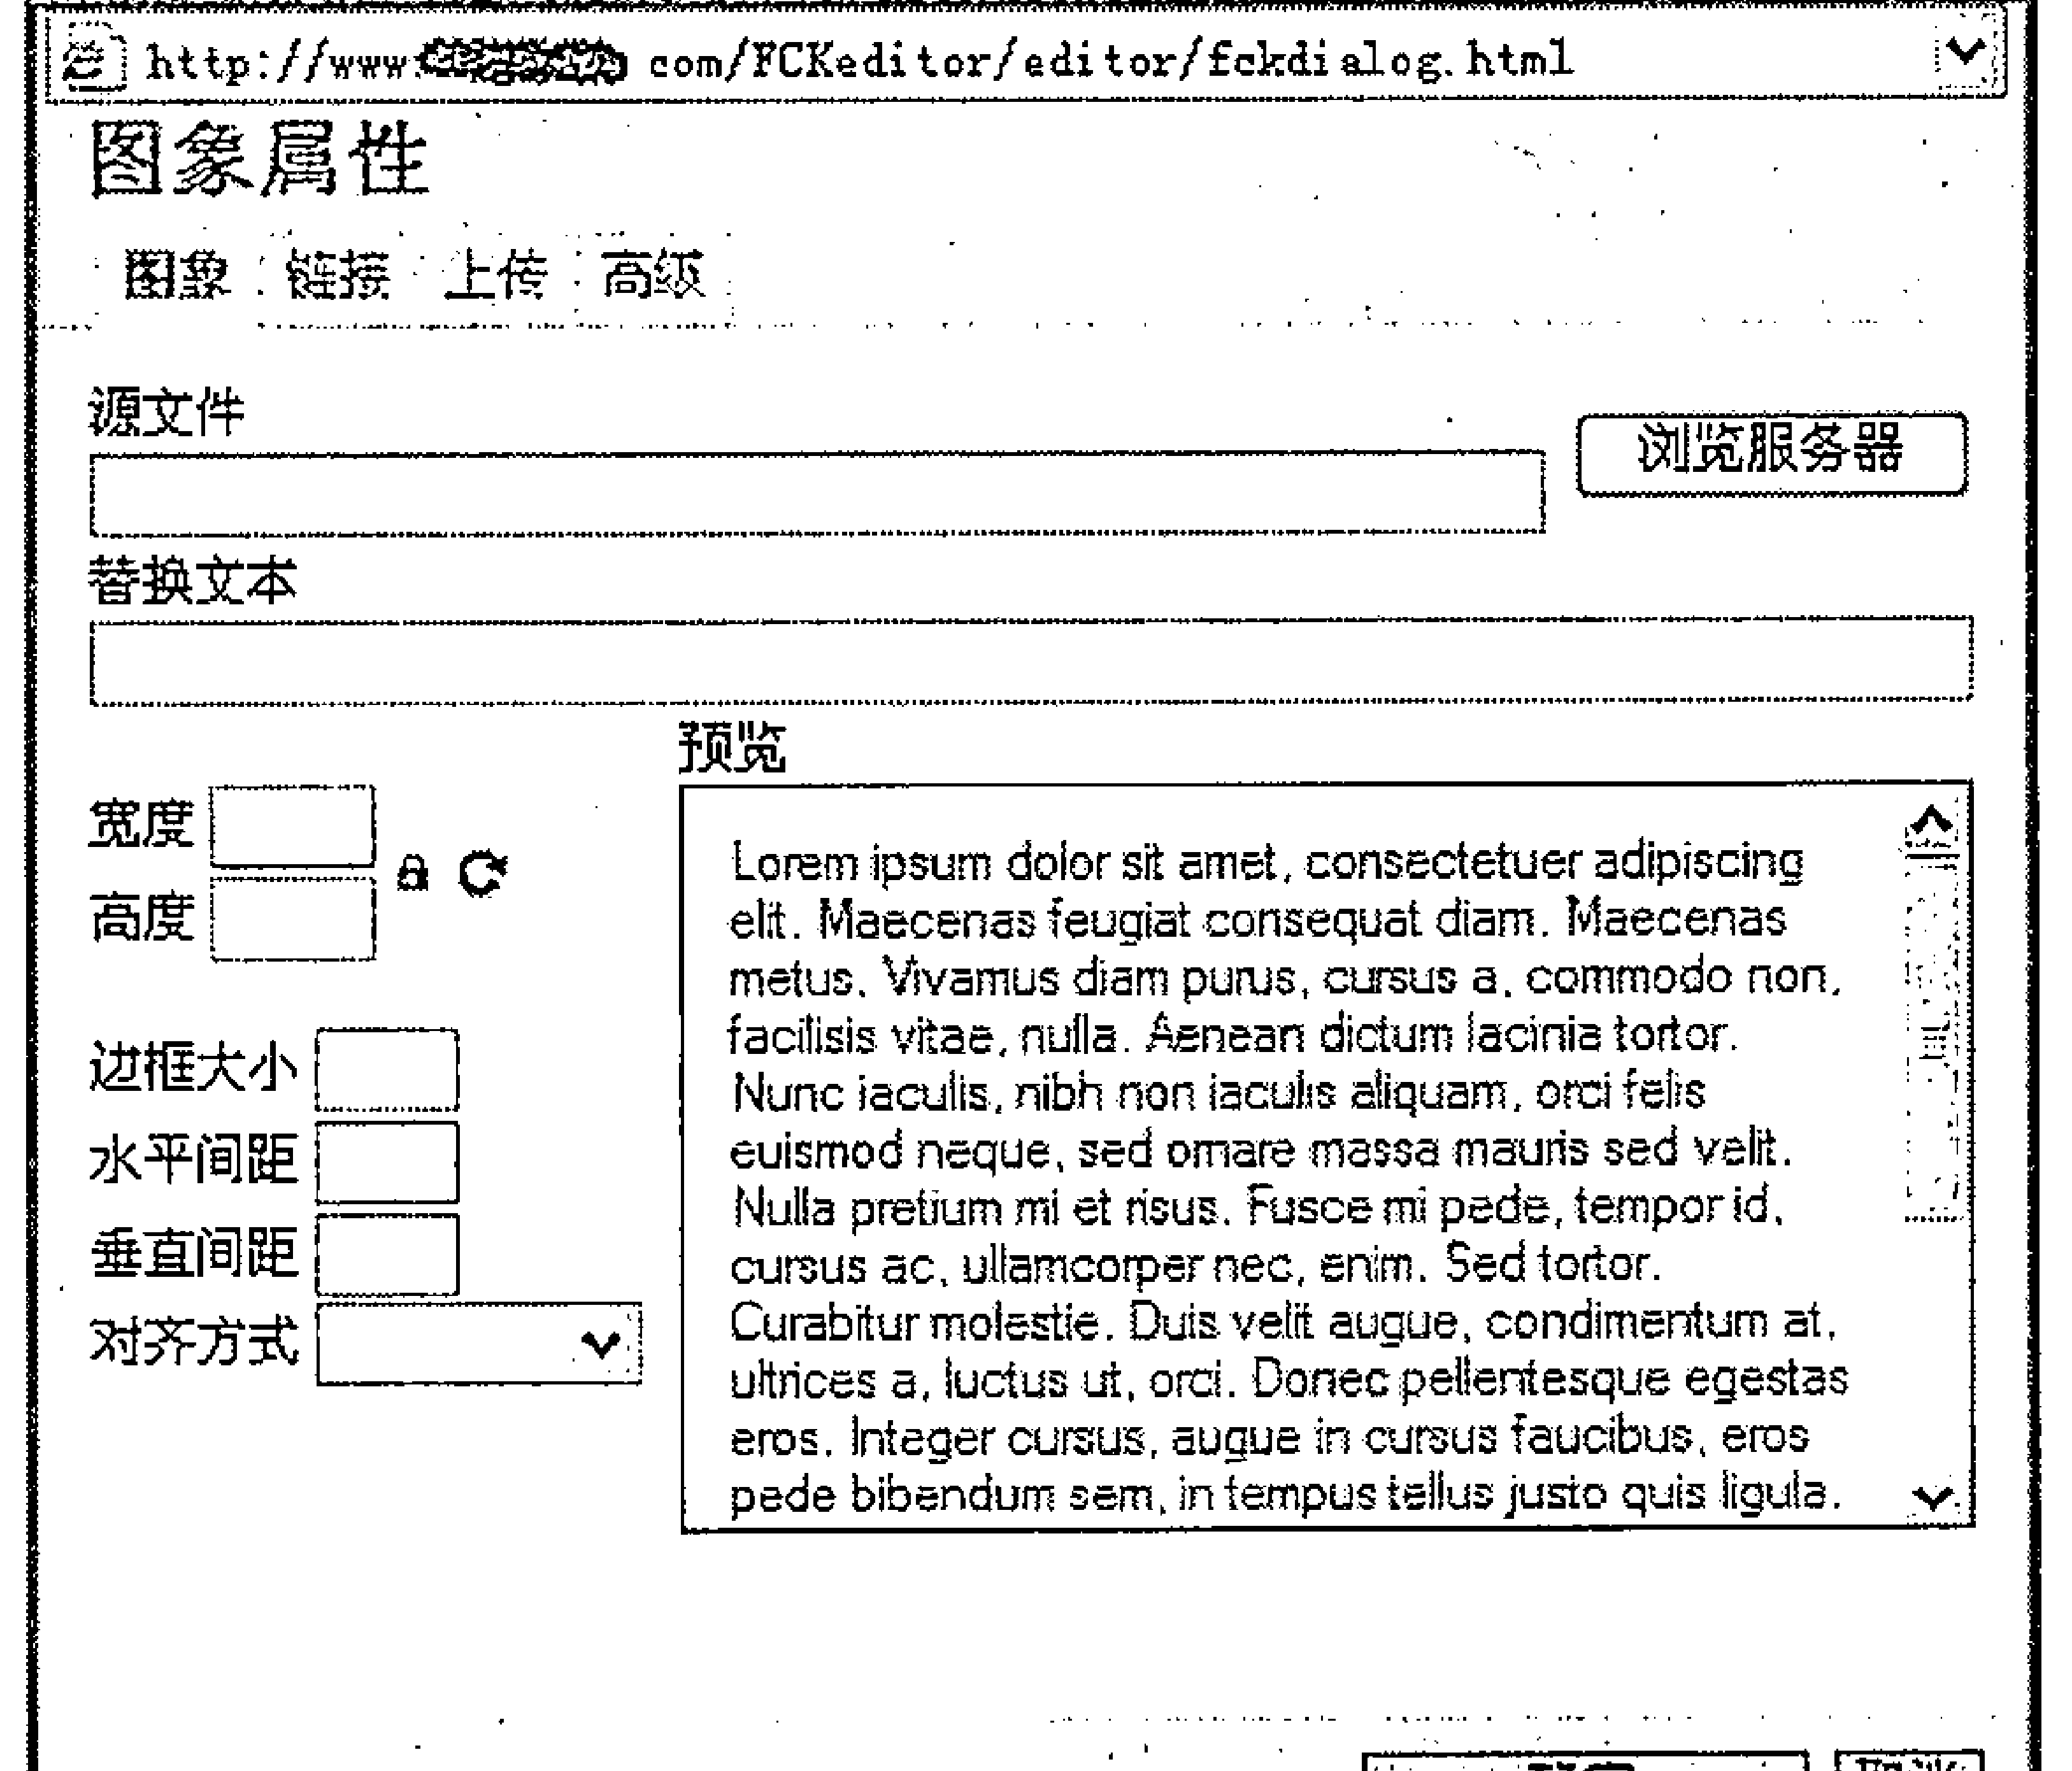 http://www. com/FCKeditor/editor/fckdialog.html
图象属性
图象 链接 上传 高级
源文件
浏览服务器
替换文本
预览
宽度
高度
边框大小
水平间距
垂直间距
对齐方式
Lorem ipsum dolor sit amet, consectetuer adipiscing
elit. Maecenas feugiat consequat diam. Maecenas
metus. Vivamus diam purus, cursus a, commodo non,
facilisis vitae, nulla. Aenean dictum lacinia tortor.
Nunc iaculis, nibh non iaculis aliquam, orci felis
euismod neque, sed ornare massa mauris sed velit.
Nulla pretium mi et risus. Fusce mi pede, tempor id,
cursus ac, ullamcorper nec, enim. Sed tortor.
Curabitur molestie. Duis velit augue, condimentum at,
ultrices a, luctus ut, orci. Donec pellentesque egestas
eros. Integer cursus, augue in cursus faucibus, eros
pede bibendum sem, in tempus tellus justo quis ligula.